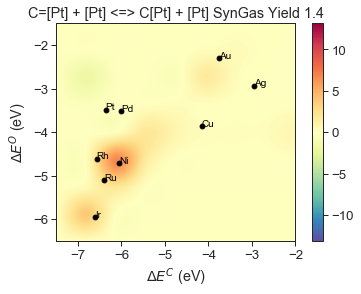 C=[Pt] + [Pt] <=> C[Pt] + [Pt] SynGas Yield 1.4
ΔE^O (eV)
−2
−3
−4
−5
−6
Au
Ag
Pt
Pd
Cu
Rh
Ni
Ru
Ir
−7
−6
−5
−4
−3
−2
ΔE^C (eV)
10
5
0
−5
−10